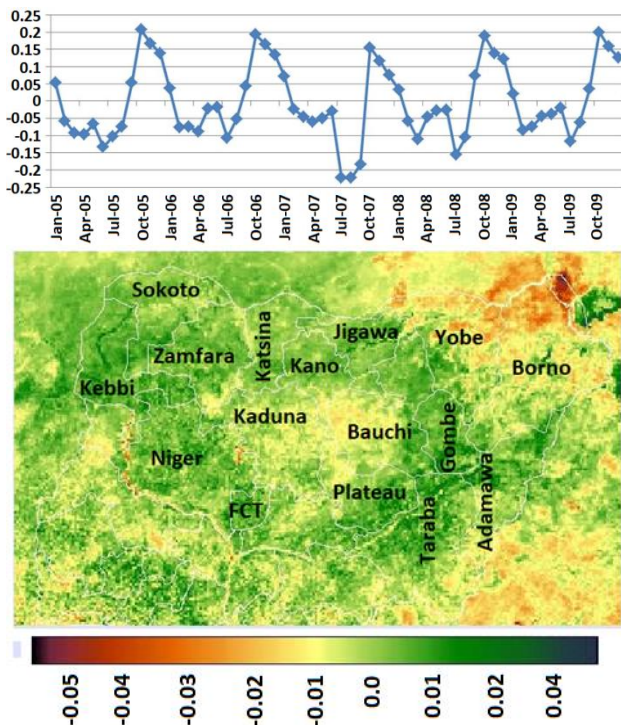 0.25
0.2
0.15
0.1
0.05
0
-0.05
-0.1
-0.15
-0.2
-0.25
Jan-05
Apr-05
Jul-05
Oct-05
Jan-06
Apr-06
Jul-06
Oct-06
Jan-07
Apr-07
Jul-07
Oct-07
Jan-08
Apr-08
Jul-08
Oct-08
Jan-09
Apr-09
Jul-09
Oct-09
Sokoto
Zamfara
Katsina
Jigawa
Yobe
Kano
Borno
Kebbi
Kaduna
Bauchi
Gombe
Niger
Plateau
FCT
Taraba
Adamawa
-0.05
-0.04
-0.03
-0.02
-0.01
0.0
0.01
0.02
0.04